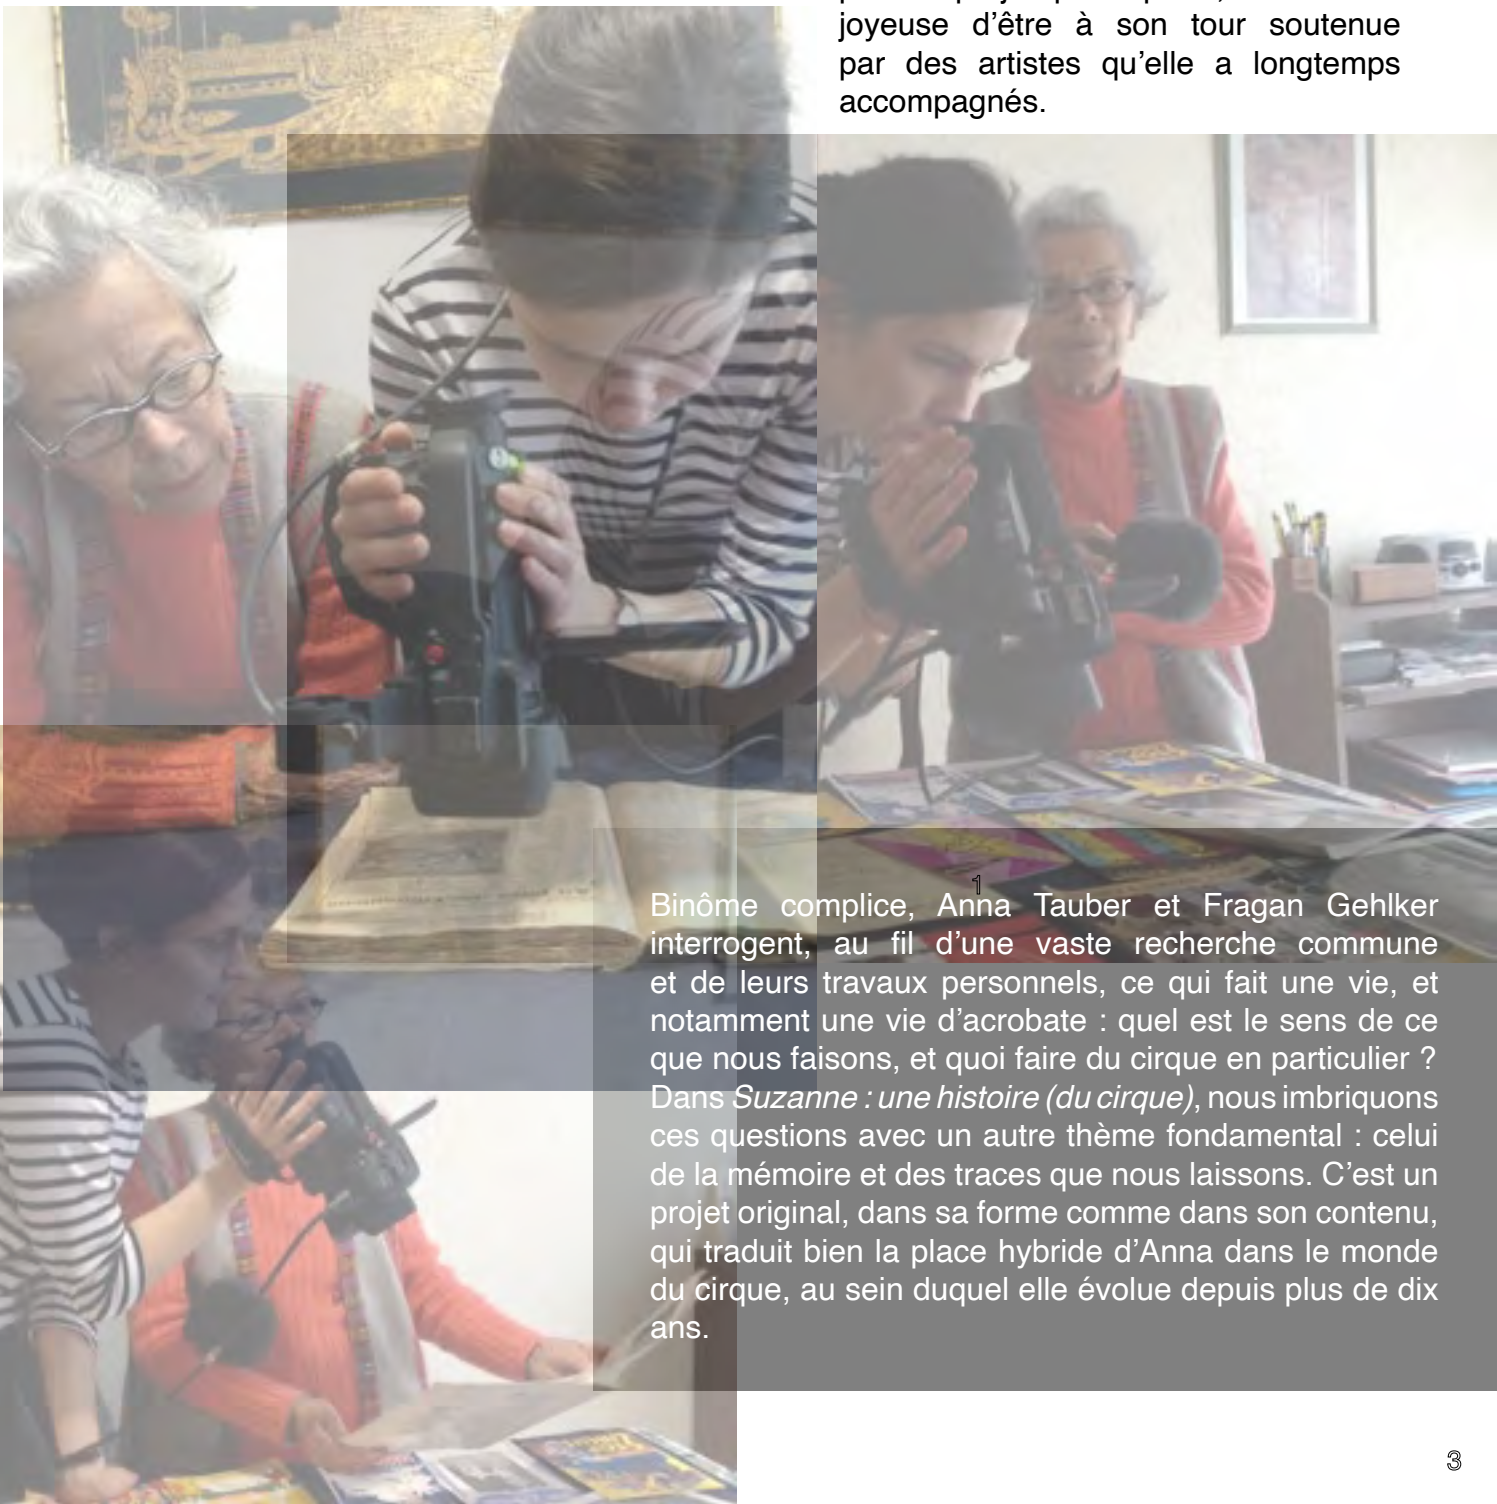 joyeuse d'être à son tour soutenue
par des artistes qu'elle a longtemps
accompagnés.
1
Binôme complice, Anna Tauber et Fragan Gehlker
interrogent, au fil d'une vaste recherche commune
et de leurs travaux personnels, ce qui fait une vie, et
notamment une vie d'acrobate : quel est le sens de ce
que nous faisons, et quoi faire du cirque en particulier ?
Dans Suzanne : une histoire (du cirque), nous imbriquons
ces questions avec un autre thème fondamental : celui
de la mémoire et des traces que nous laissons. C'est un
projet original, dans sa forme comme dans son contenu,
qui traduit bien la place hybride d'Anna dans le monde
du cirque, au sein duquel elle évolue depuis plus de dix
ans.
3